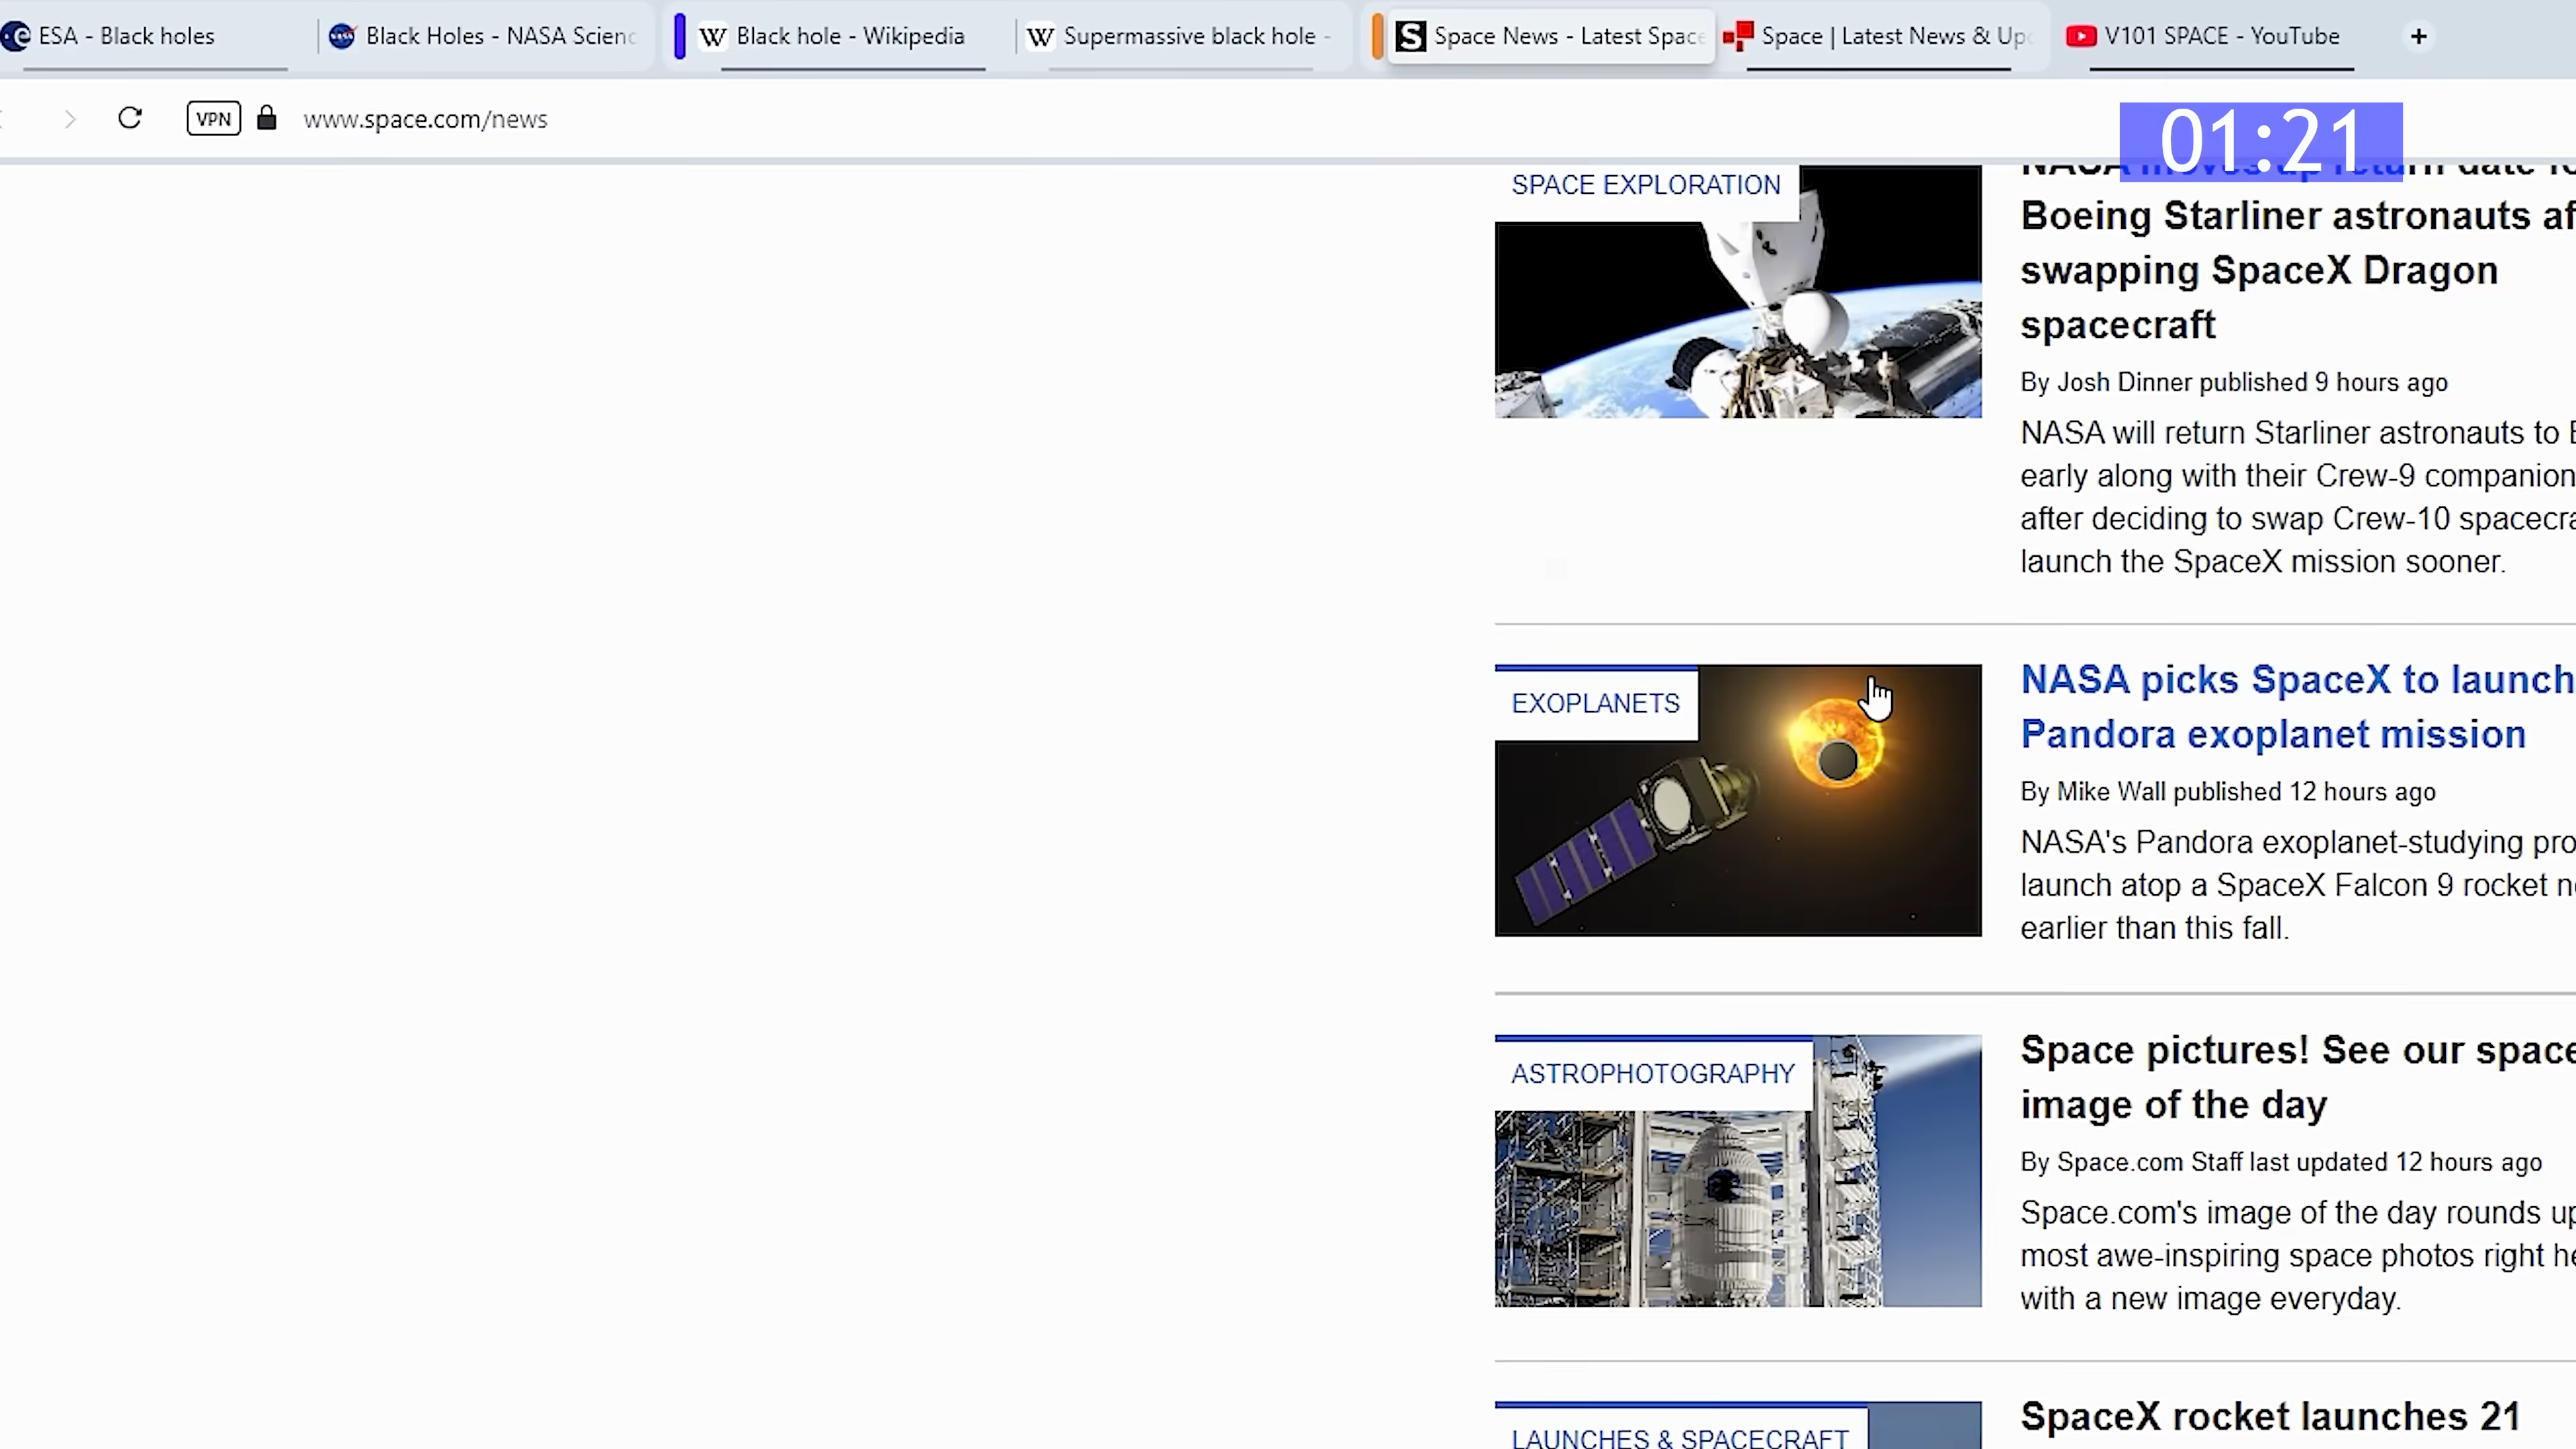 ESA - Black holes
Black Holes - NASA Scienc
W Black hole - Wikipedia
W Supermassive black hole -
S Space News - Latest Space
Space | Latest News & Up
V101 SPACE - YouTube
VPN
www.space.com/news
01:21
SPACE EXPLORATION
NASA moves up return date fo
Boeing Starliner astronauts af
swapping SpaceX Dragon
spacecraft
By Josh Dinner published 9 hours ago
NASA will return Starliner astronauts to E
early along with their Crew-9 companion
after deciding to swap Crew-10 spacecra
launch the SpaceX mission sooner.
EXOPLANETS
NASA picks SpaceX to launch
Pandora exoplanet mission
By Mike Wall published 12 hours ago
NASA's Pandora exoplanet-studying pro
launch atop a SpaceX Falcon 9 rocket n
earlier than this fall.
ASTROPHOTOGRAPHY
Space pictures! See our space
image of the day
By Space.com Staff last updated 12 hours ago
Space.com's image of the day rounds up
most awe-inspiring space photos right he
with a new image everyday.
LAUNCHES & SPACECRAFT
SpaceX rocket launches 21